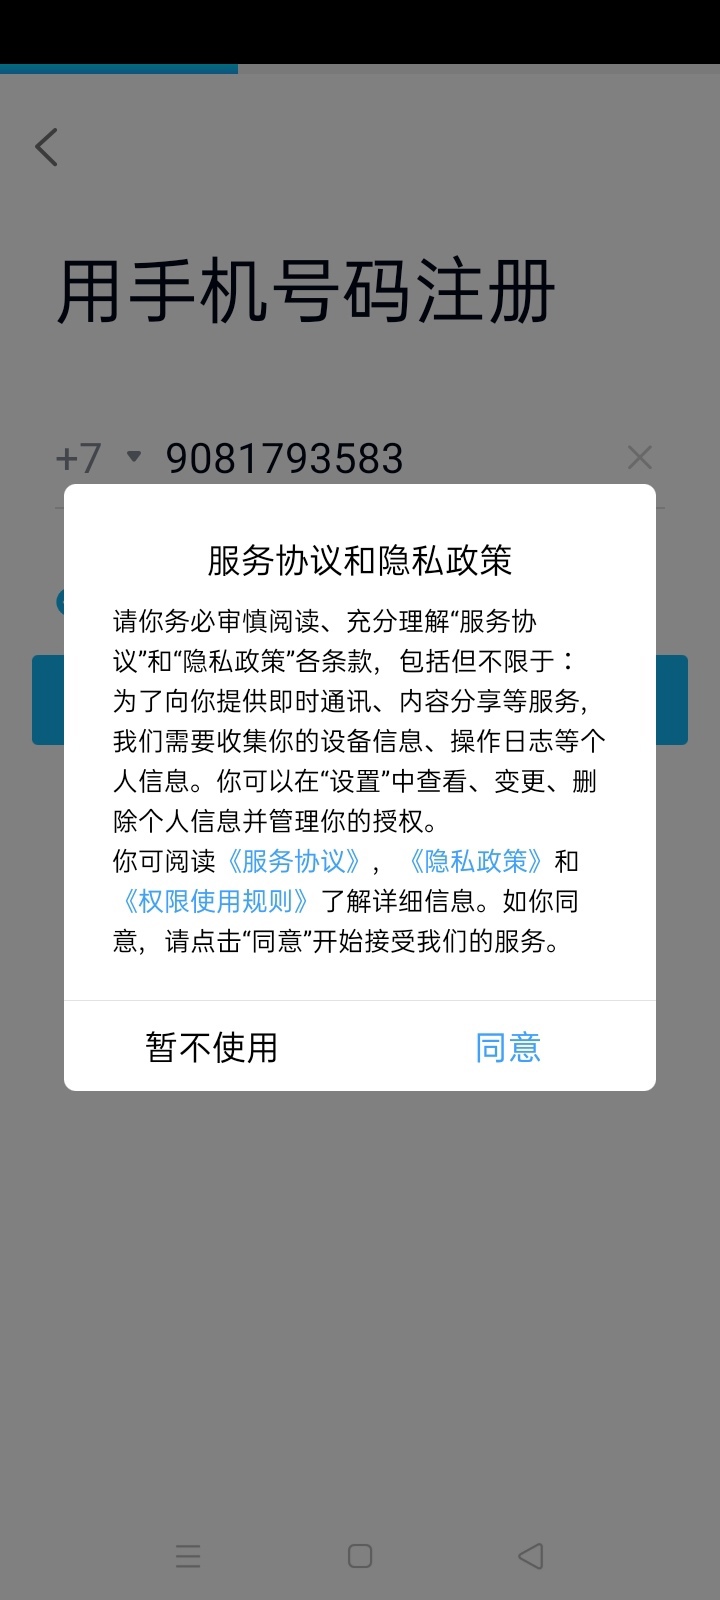 用手机号码注册
+7 9081793583
服务协议和隐私政策
请你务必审慎阅读、充分理解“服务协
议”和“隐私政策”各条款，包括但不限于：
为了向你提供即时通讯、内容分享等服务，
我们需要收集你的设备信息、操作日志等个
人信息。你可以在“设置”中查看、变更、删
除个人信息并管理你的授权。
你可阅读《服务协议》，《隐私政策》和
《权限使用规则》了解详细信息。如你同
意，请点击“同意”开始接受我们的服务。
暂不使用 同意